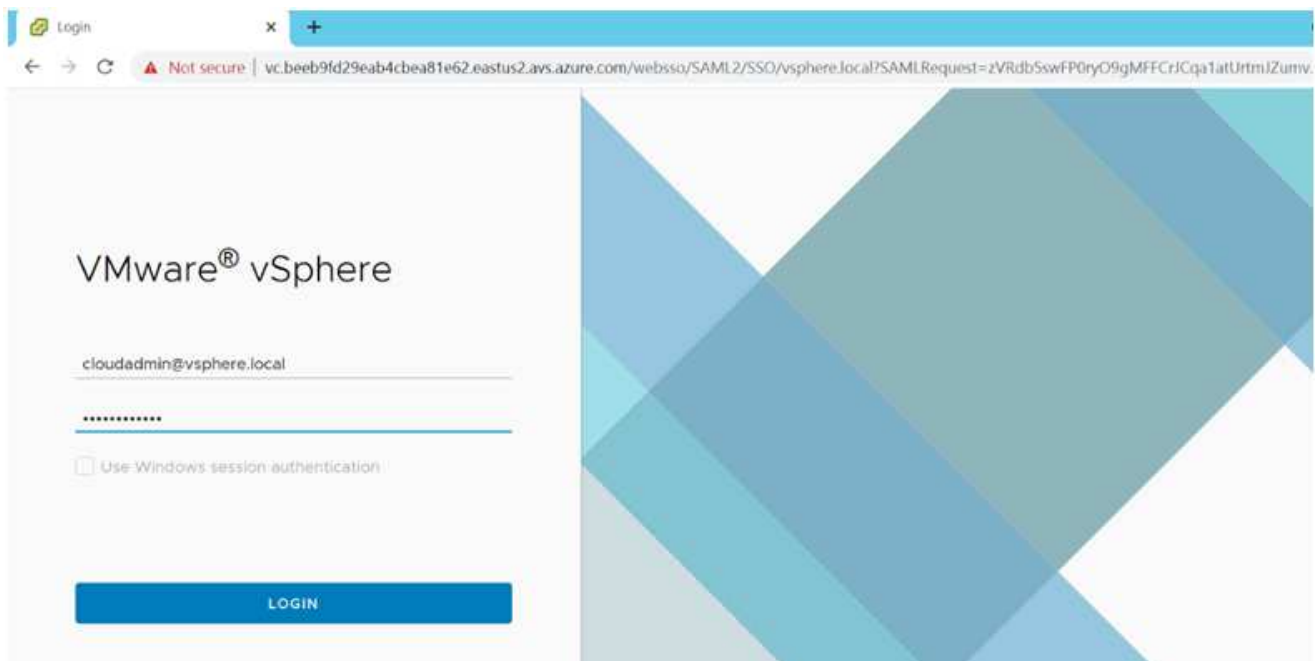 Login
Not secure | vc.beeb9fd29eab4cbea81e62.eastus2.avs.azure.com/websso/SAML2/SSO/vsphere.local?SAMLRequest=zVRdb5swFP0ryO9gMFFCrJCqa1atUrtmJZumv.
VMware® vSphere
cloudadmin@vsphere.local
••••••••••••
Use Windows session authentication
LOGIN